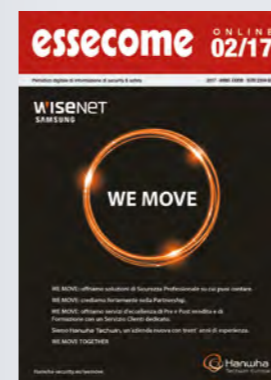 essecome
ONLINE
02/17
Periodico digitale di informazione di security & safety
WISENET
SAMSUNG
WE MOVE
WE MOVE: offriamo soluzioni di Sicurezza Professionale su cui puoi contare.
WE MOVE: crediamo fortemente nella Partnership.
WE MOVE: offriamo servizi d'eccellenza di Pre e Post vendita e di
Formazione con un Servizio Clienti dedicato.
Siamo Hanwha Techwin, un'azienda nuova con trent' anni di esperienza.
WE MOVE TOGETHER
Hanwha
Techwin Europe